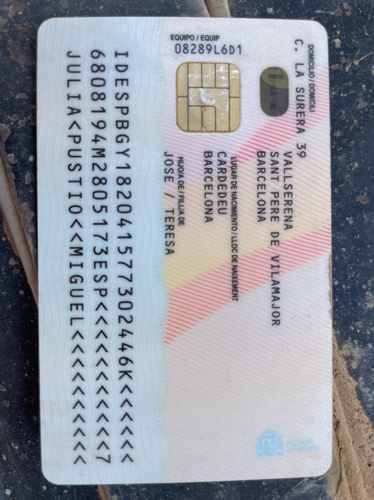 DOMICILIO / DOMICILI
C. LA SURERA 39
VALLSERENA
SANT PERE DE VILAMAJOR
BARCELONA
LUGAR DE NACIMIENTO / LLOC DE NAIXEMENT
CARDEDEU
BARCELONA
HIJO/A DE / FILL/A DE
JOSE / TERESA
EQUIPO / EQUIP
08289L6D1
IDESPBGY182041577302446K<<<<<<
6808194M2805173ESP<<<<<<<<<<<7
JULIA<PUSTIO<<MIGUEL<<<<<<<<<<